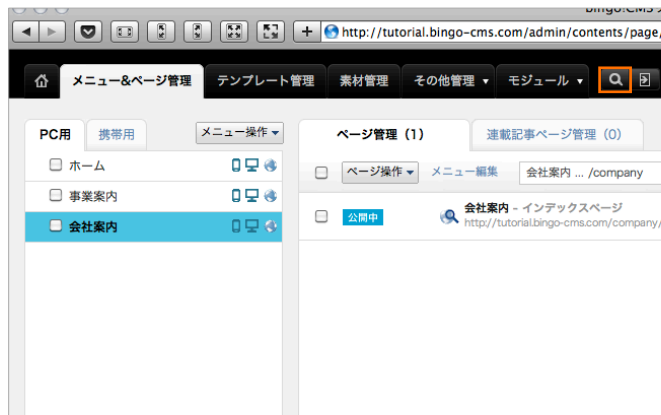 bingo.CMS
http://tutorial.bingo-cms.com/admin/contents/page/
メニュー&ページ管理 テンプレート管理 素材管理 その他管理 ▼ モジュール ▼
PC用 携帯用 メニュー操作▼
ページ管理 (1) 連載記事ページ管理 (0)
ホーム
事業案内
会社案内
ページ操作▼ メニュー編集 会社案内 ... /company
公開中 会社案内 - インデックスページ
http://tutorial.bingo-cms.com/company/